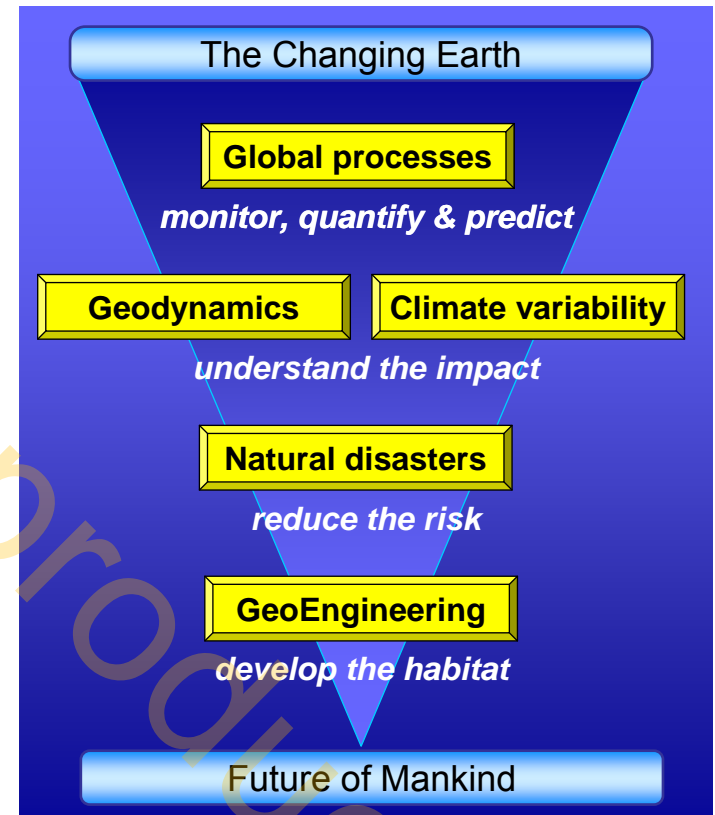 The Changing Earth
Global processes
monitor, quantify & predict
Geodynamics
Climate variability
understand the impact
Natural disasters
reduce the risk
GeoEngineering
develop the habitat
Future of Mankind